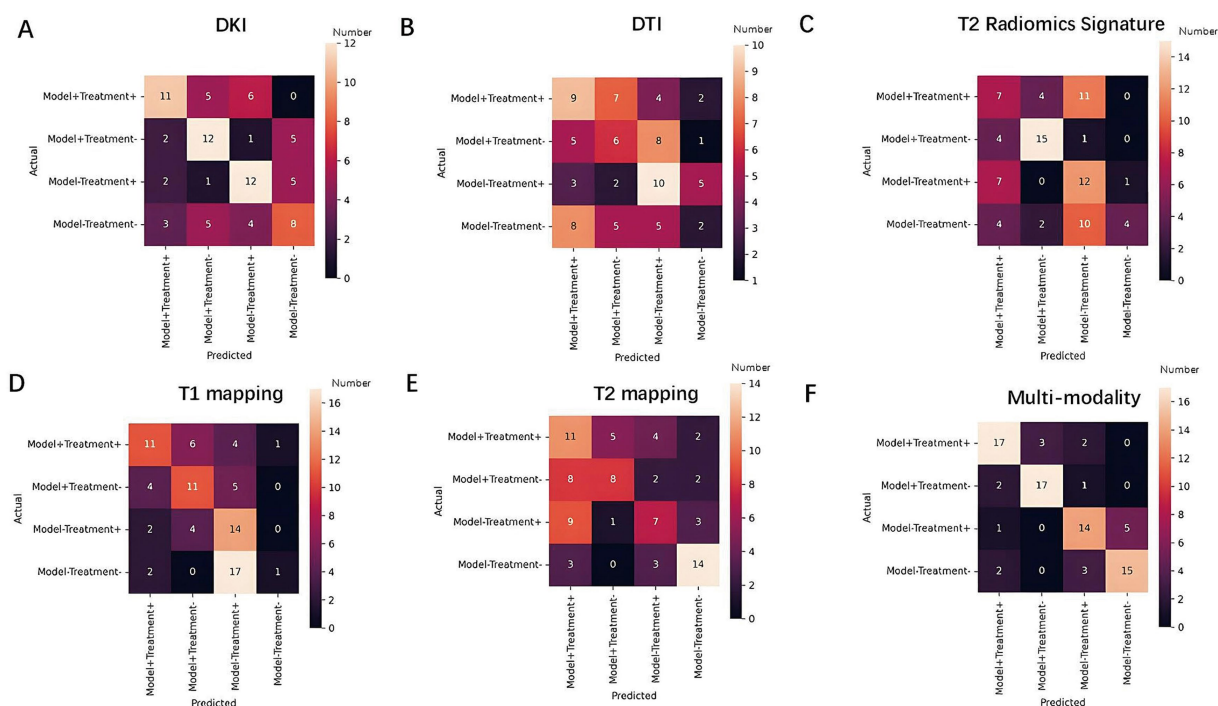 A
DKI
Number
12
10
8
6
4
2
0
Actual
Model+Treatment+
11 5 6 0
Model+Treatment-
2 12 1 5
Model-Treatment+
2 1 12 5
Model-Treatment-
3 5 4 8
Model+Treatment+
Model+Treatment-
Model-Treatment+
Model-Treatment-
Predicted
B
DTI
Number
10
9
8
7
6
5
4
3
2
1
Actual
Model+Treatment+
9 7 4 2
Model+Treatment-
5 6 8 1
Model-Treatment+
3 2 10 5
Model-Treatment-
8 5 5 2
Model+Treatment+
Model+Treatment-
Model-Treatment+
Model-Treatment-
Predicted
C
T2 Radiomics Signature
Number
14
12
10
8
6
4
2
0
Actual
Model+Treatment+
7 4 11 0
Model+Treatment-
4 15 1 0
Model-Treatment+
7 0 12 1
Model-Treatment-
4 2 10 4
Model+Treatment+
Model+Treatment-
Model-Treatment+
Model-Treatment-
Predicted
D
T1 mapping
Number
16
14
12
10
8
6
4
2
0
Actual
Model+Treatment+
11 6 4 1
Model+Treatment-
4 11 5 0
Model-Treatment+
2 4 14 0
Model-Treatment-
2 0 17 1
Model+Treatment+
Model+Treatment-
Model-Treatment+
Model-Treatment-
Predicted
E
T2 mapping
Number
14
12
10
8
6
4
2
0
Actual
Model+Treatment+
11 5 4 2
Model+Treatment-
8 8 2 2
Model-Treatment+
9 1 7 3
Model-Treatment-
3 0 3 14
Model+Treatment+
Model+Treatment-
Model-Treatment+
Model-Treatment-
Predicted
F
Multi-modality
Number
16
14
12
10
8
6
4
2
0
Actual
Model+Treatment+
17 3 2 0
Model+Treatment-
2 17 1 0
Model-Treatment+
1 0 14 5
Model-Treatment-
2 0 3 15
Model+Treatment+
Model+Treatment-
Model-Treatment+
Model-Treatment-
Predicted